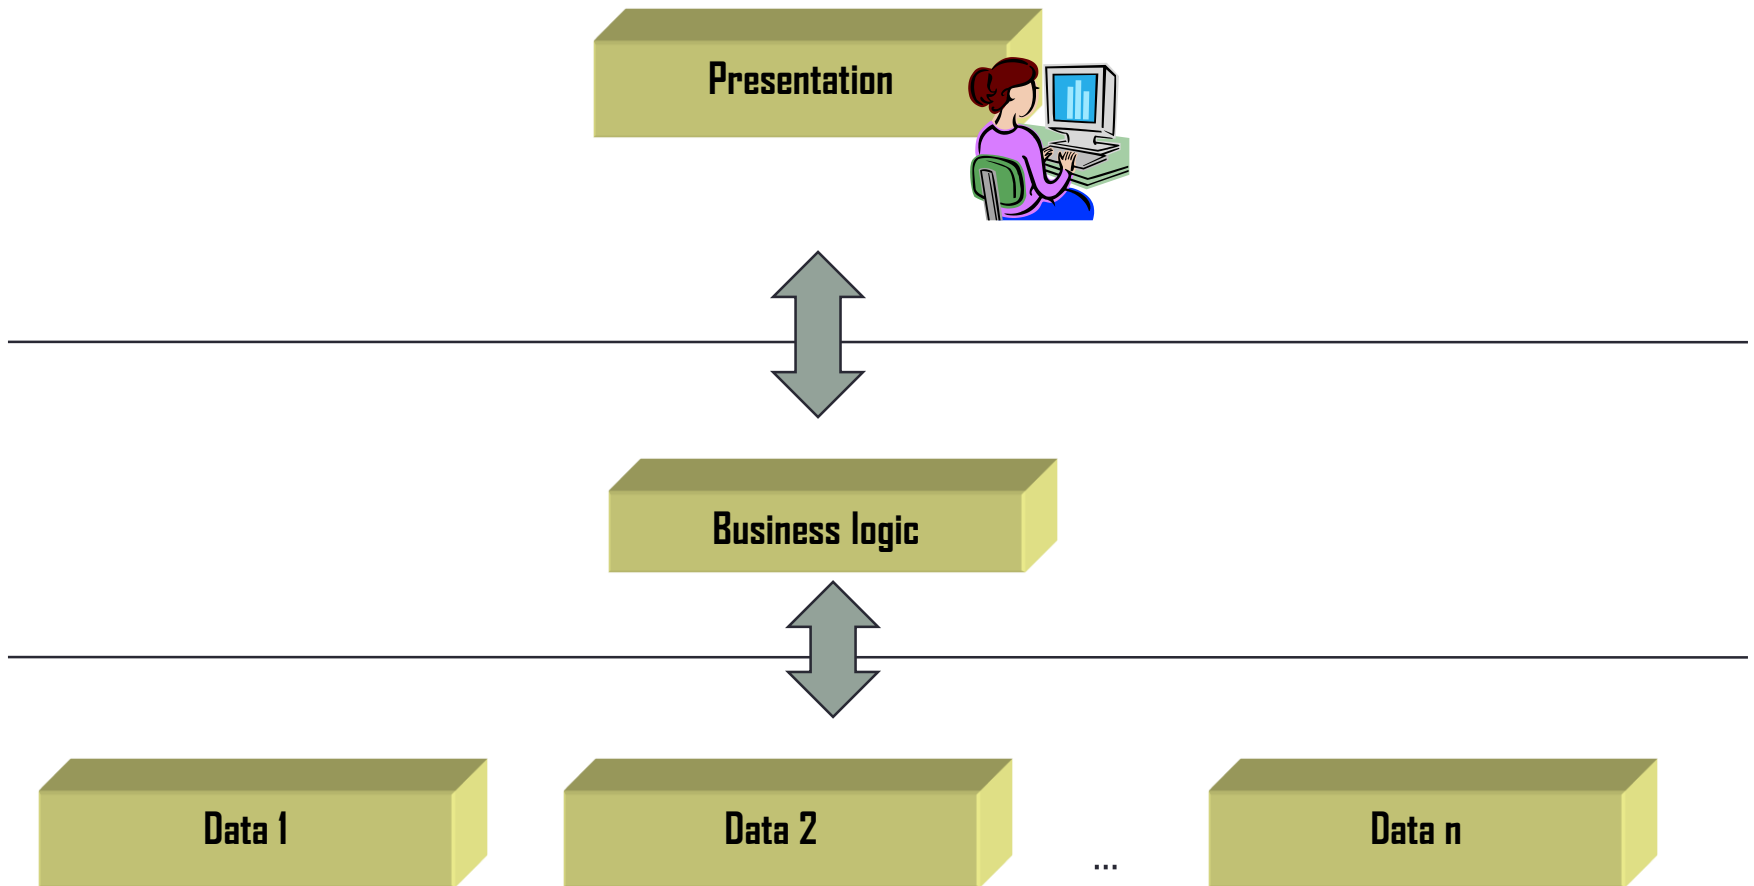 Presentation
Business logic
Data 1
Data 2
...
Data n